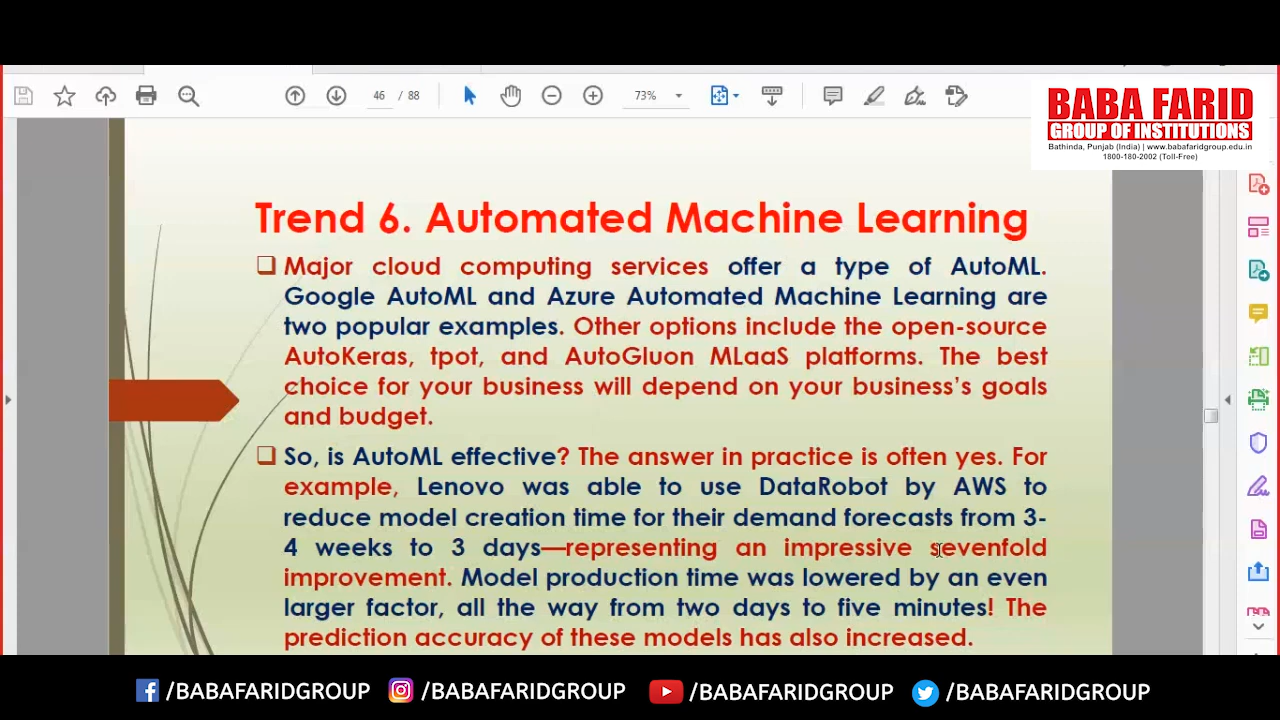 46 / 88
73%
BABA FARID
GROUP OF INSTITUTIONS
Bathinda, Punjab (India) | www.babafaridgroup.edu.in
1800-180-2002 (Toll-Free)
Trend 6. Automated Machine Learning
Major cloud computing services offer a type of AutoML.
Google AutoML and Azure Automated Machine Learning are
two popular examples. Other options include the open-source
AutoKeras, tpot, and AutoGluon MLaaS platforms. The best
choice for your business will depend on your business's goals
and budget.
So, is AutoML effective? The answer in practice is often yes. For
example, Lenovo was able to use DataRobot by AWS to
reduce model creation time for their demand forecasts from 3-
4 weeks to 3 days—representing an impressive sevenfold
improvement. Model production time was lowered by an even
larger factor, all the way from two days to five minutes! The
prediction accuracy of these models has also increased.
/BABAFARIDGROUP /BABAFARIDGROUP /BABAFARIDGROUP /BABAFARIDGROUP